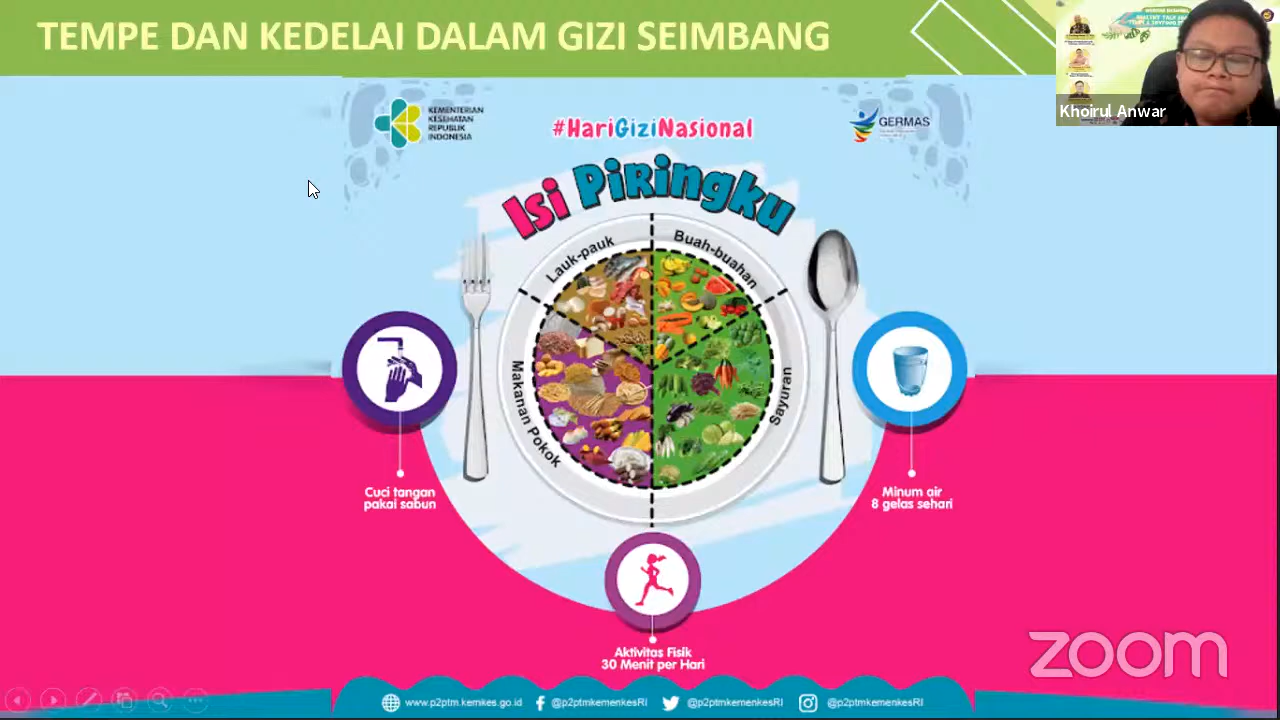 TEMPE DAN KEDELAI DALAM GIZI SEIMBANG
Khoirul Anwar
KEMENTERIAN
KESEHATAN
REPUBLIK
INDONESIA
#HariGiziNasional
GERMAS
Isi Piringku
Lauk-pauk
Buah-buahan
Makanan Pokok
Sayuran
Cuci tangan
pakai sabun
Minum air
8 gelas sehari
Aktivitas Fisik
30 Menit per Hari
zoom
www.p2ptm.kemkes.go.id
@p2ptmkemenkesRI
@p2ptmkemenkesRI
@p2ptmkemenkesRI